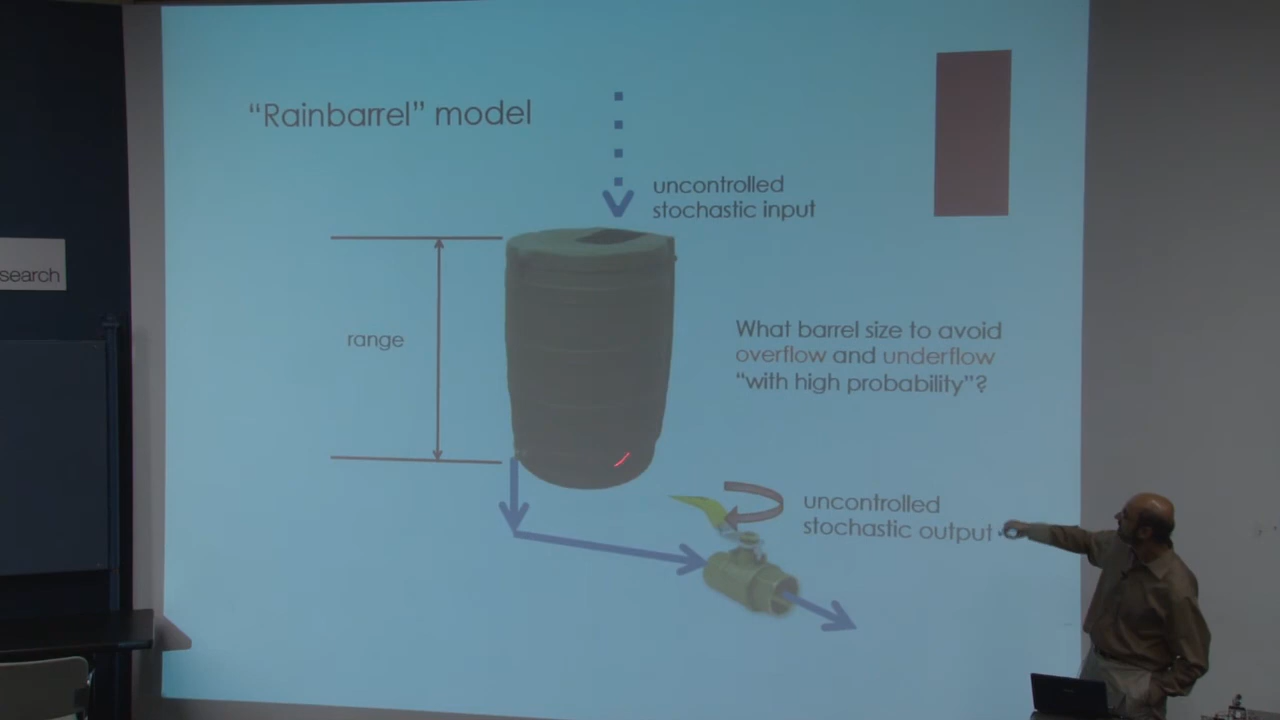 "Rainbarrel" model
uncontrolled
stochastic input
search
range
What barrel size to avoid
overflow and underflow
"with high probability"?
uncontrolled
stochastic output